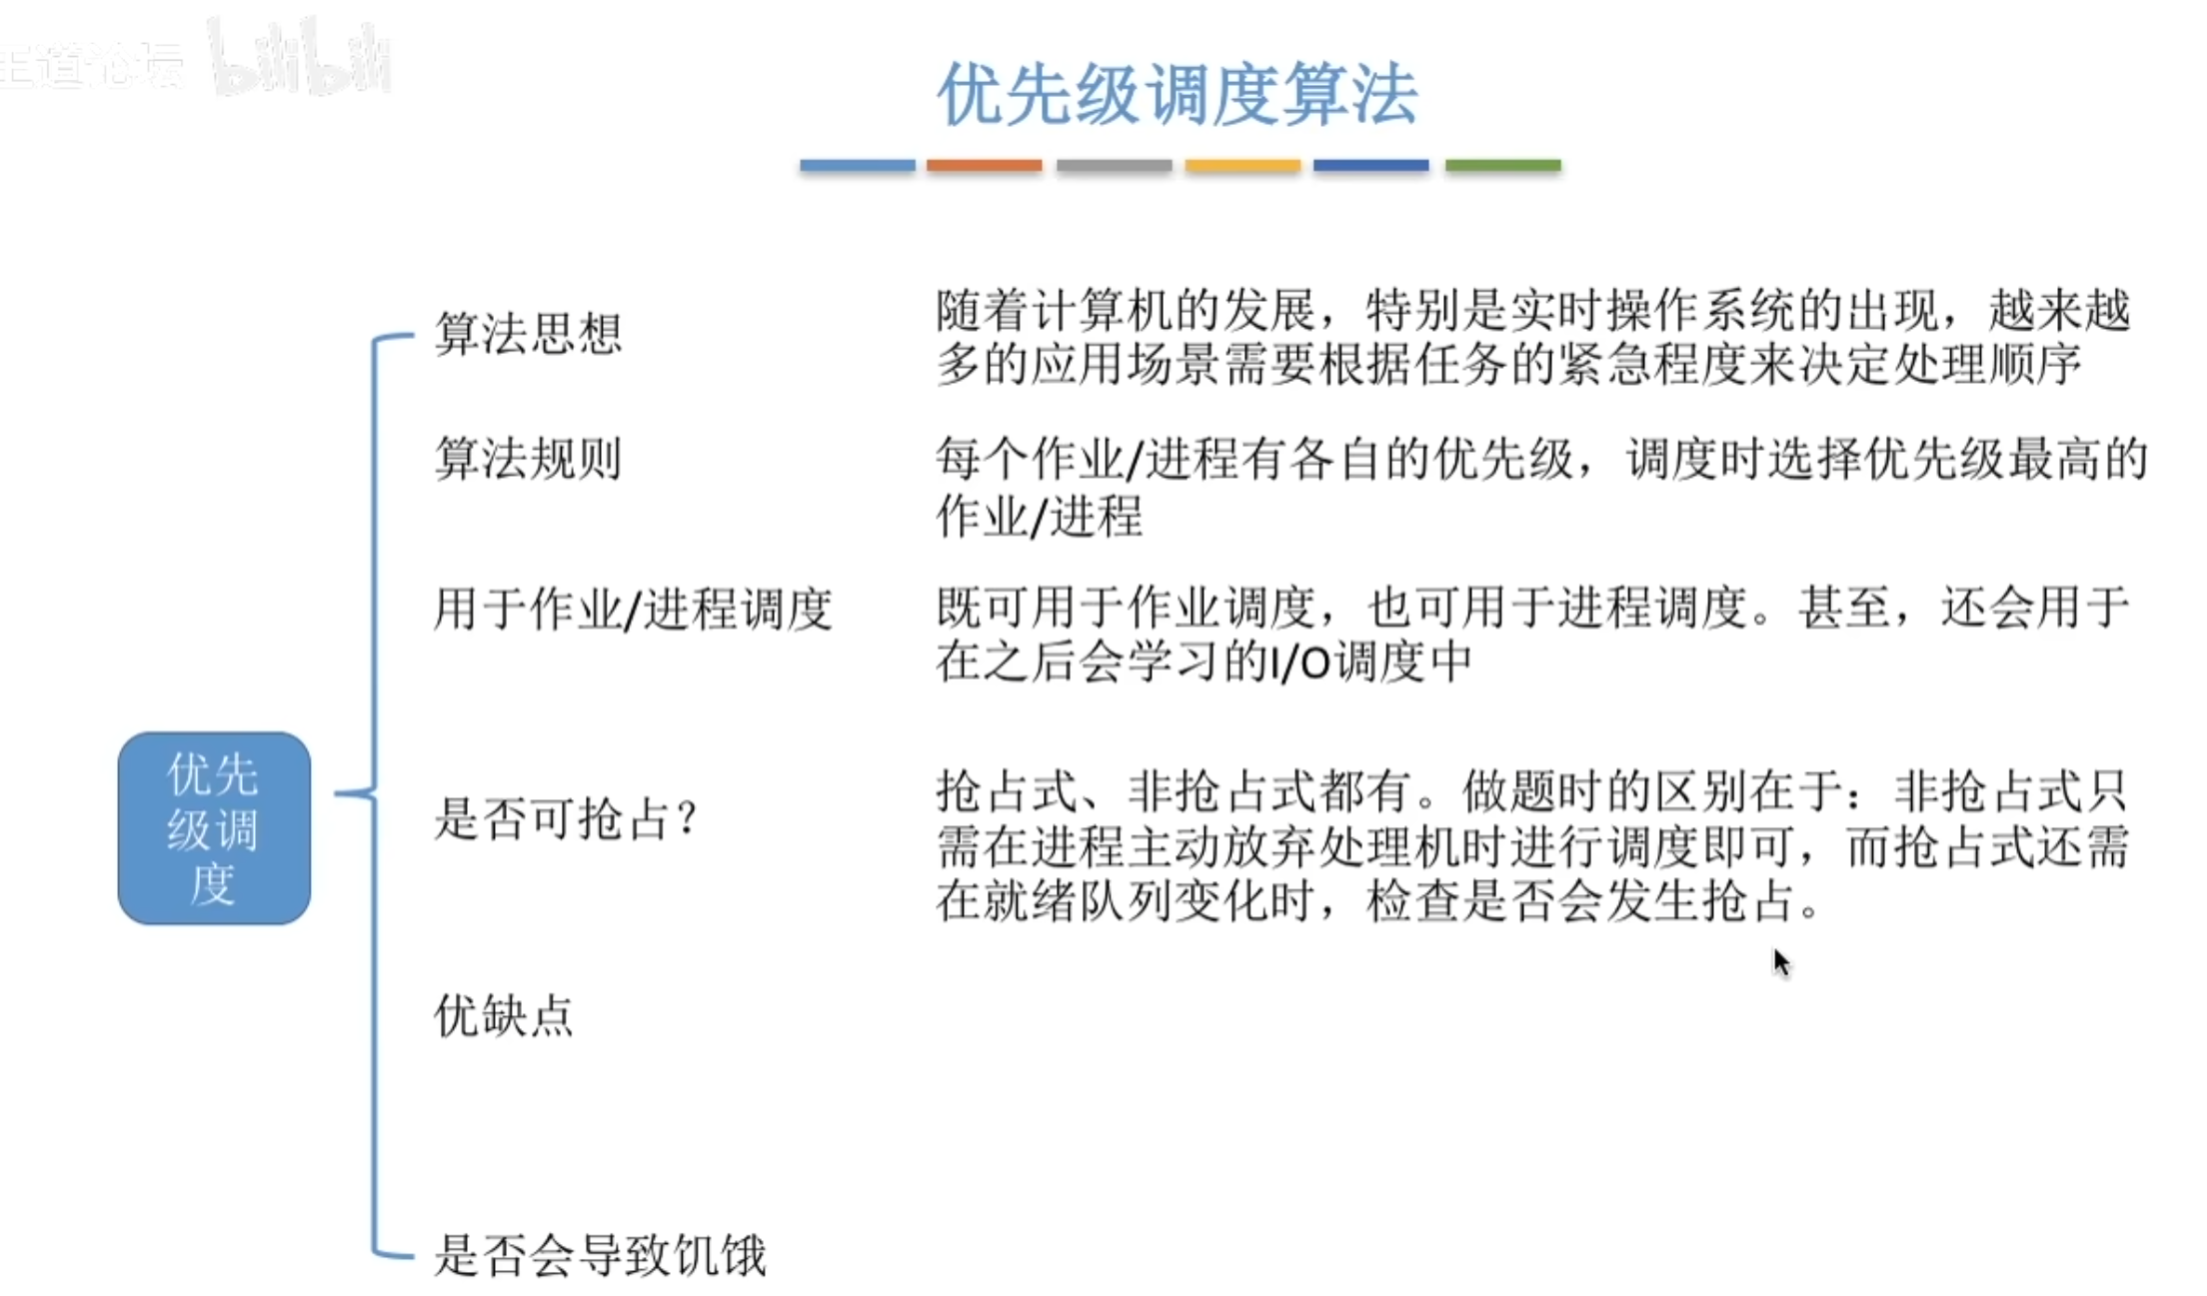 王道论坛 bilibili
优先级调度算法
算法思想
随着计算机的发展，特别是实时操作系统的出现，越来越
多的应用场景需要根据任务的紧急程度来决定处理顺序
算法规则
每个作业/进程有各自的优先级，调度时选择优先级最高的
作业/进程
用于作业/进程调度
既可用于作业调度，也可用于进程调度。甚至，还会用于
在之后会学习的I/O调度中
优先
级调
度
是否可抢占？
抢占式、非抢占式都有。做题时的区别在于：非抢占式只
需在进程主动放弃处理机时进行调度即可，而抢占式还需
在就绪队列变化时，检查是否会发生抢占。
优缺点
是否会导致饥饿